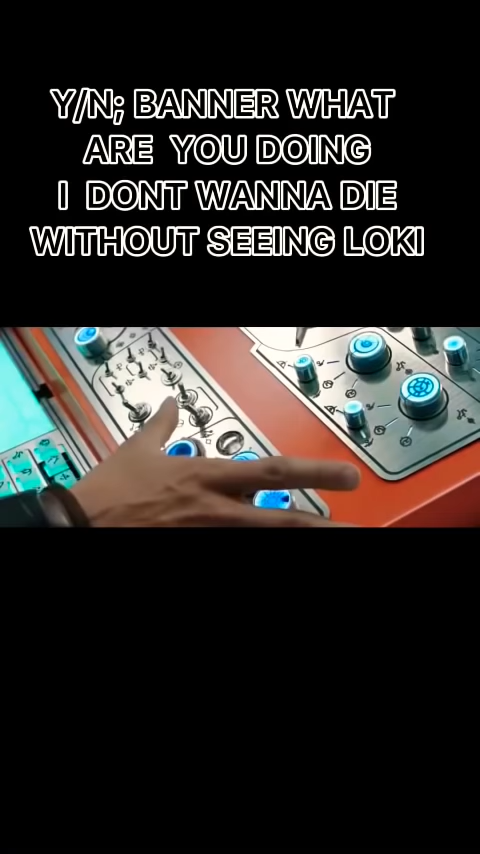 Y/N; BANNER WHAT
ARE YOU DOING
I DONT WANNA DIE
WITHOUT SEEING LOKI